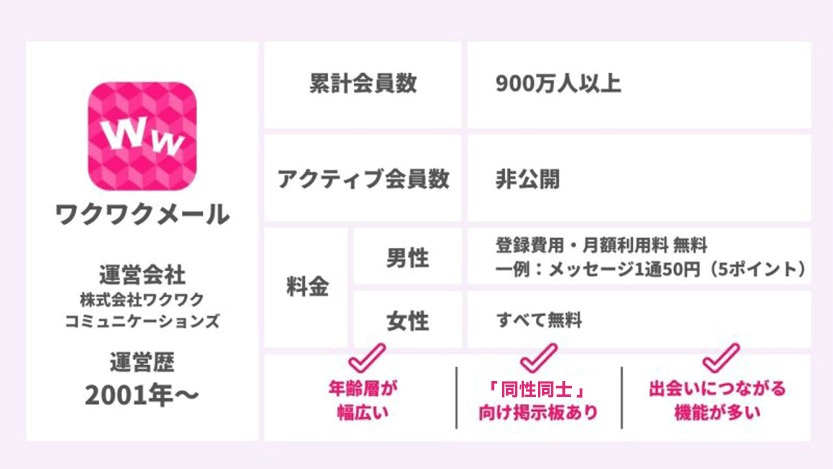 WW
ワクワクメール
運営会社
株式会社ワクワク
コミュニケーションズ
運営歴
2001年〜
累計会員数
900万人以上
アクティブ会員数
非公開
料金
男性
登録費用・月額利用料 無料
一例：メッセージ1通50円（5ポイント）
女性
すべて無料
年齢層が
幅広い
「同性同士」
向け掲示板あり
出会いにつながる
機能が多い